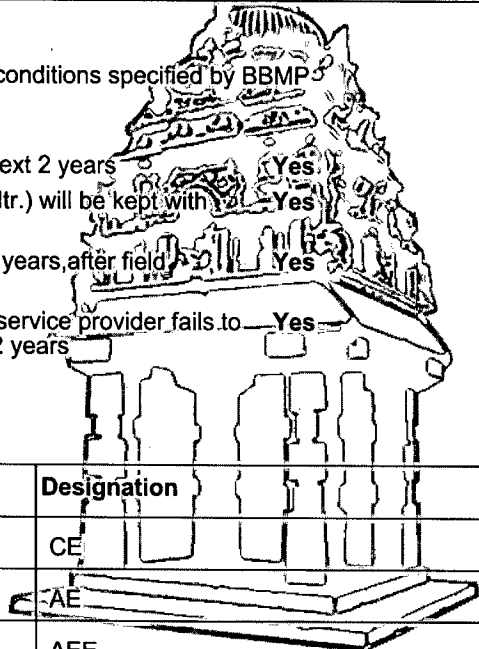 conditions specified by BBMP
ext 2 years Yes
ltr.) will be kept with Yes
years,after field Yes
service provider fails to Yes
2 years
Designation
CE
AE
AEE